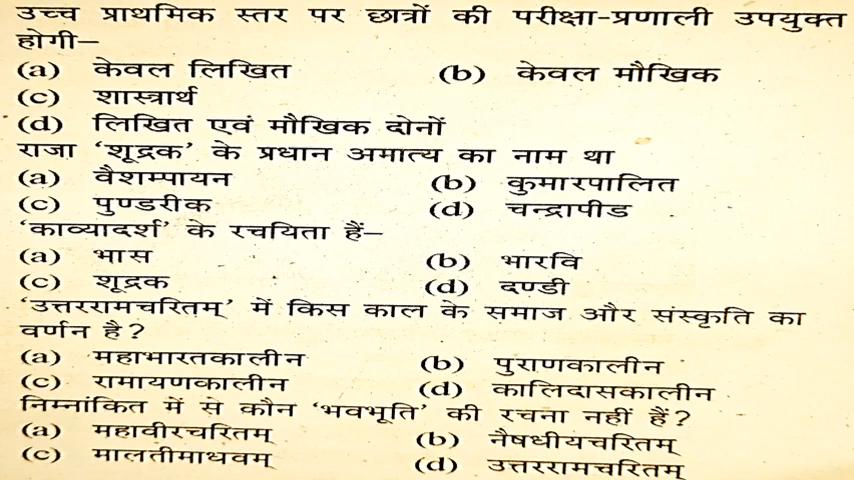 उच्च प्राथमिक स्तर पर छात्रों की परीक्षा-प्रणाली उपयुक्त
होगी–
(a) केवल लिखित (b) केवल मौखिक
(c) शास्त्रार्थ
(d) लिखित एवं मौखिक दोनों
राजा ‘शूद्रक’ के प्रधान अमात्य का नाम था
(a) वैशम्पायन (b) कुमारपालित
(c) पुण्डरीक (d) चन्द्रापीड
‘काव्यादर्श’ के रचयिता हैं–
(a) भास (b) भारवि
(c) शूद्रक (d) दण्डी
‘उत्तररामचरितम्’ में किस काल के समाज और संस्कृति का
वर्णन है?
(a) महाभारतकालीन (b) पुराणकालीन
(c) रामायणकालीन (d) कालिदासकालीन
निम्नांकित में से कौन ‘भवभूति’ की रचना नहीं हैं?
(a) महावीरचरितम् (b) नैषधीयचरितम्
(c) मालतीमाधवम् (d) उत्तररामचरितम्